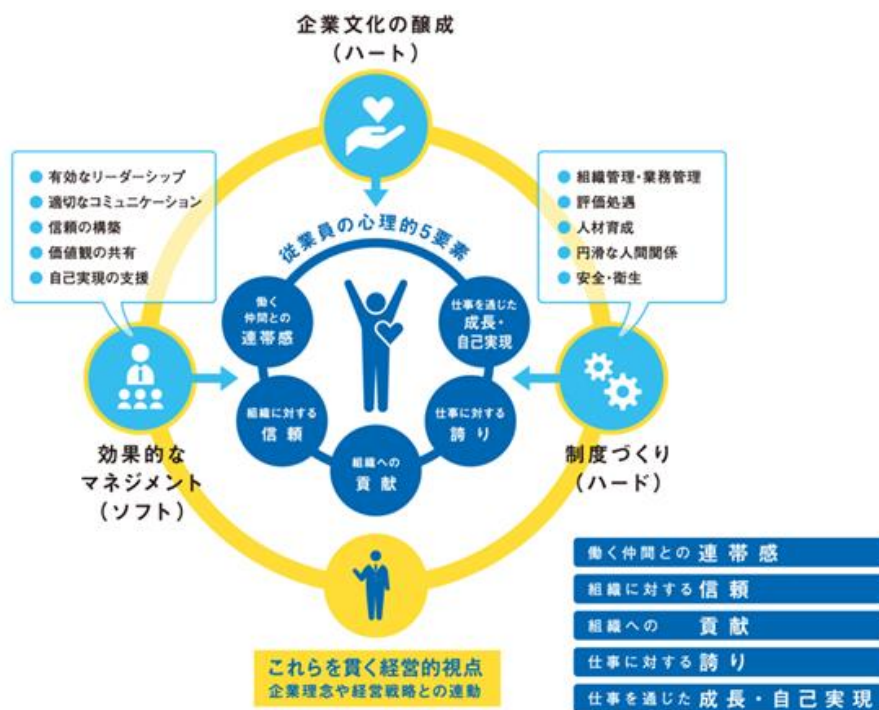 企業文化の醸成
（ハート）
有効なリーダーシップ
適切なコミュニケーション
信頼の構築
価値観の共有
自己実現の支援
組織管理・業務管理
評価処遇
人材育成
円滑な人間関係
安全・衛生
従業員の心理的5要素
働く
仲間との
連帯感
仕事を通じた
成長・
自己実現
組織に対する
信頼
仕事に対する
誇り
組織への
貢献
効果的な
マネジメント
（ソフト）
制度づくり
（ハード）
これらを貫く経営的視点
企業理念や経営戦略との連動
働く仲間との 連帯感
組織に対する 信頼
組織への 貢献
仕事に対する 誇り
仕事を通じた 成長・自己実現